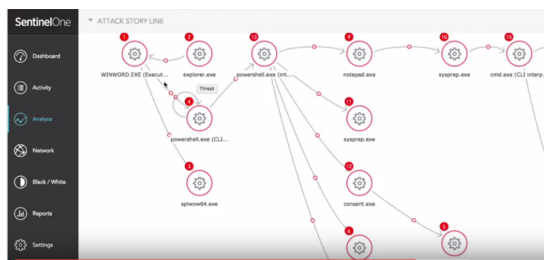 SentinelOne
ATTACK STORY LINE
Dashboard
Activity
Analyze
Network
Black / White
Reports
Settings
1
2
13
9
10
15
WINWORD.EXE (Execut...
explorer.exe
powershell.exe (Int...
notepad.exe
sysprep.exe
cmd.exe (CLI interp...
Threat
4
11
powershell.exe (CLI...
sysprep.exe
3
12
splwow64.exe
consent.exe
6
5